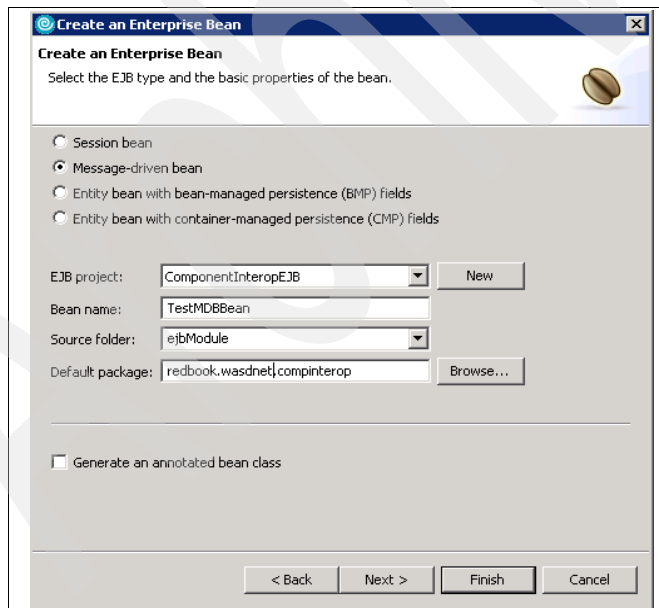 Create an Enterprise Bean
Create an Enterprise Bean
Select the EJB type and the basic properties of the bean.
Session bean
Message-driven bean
Entity bean with bean-managed persistence (BMP) fields
Entity bean with container-managed persistence (CMP) fields
EJB project: ComponentInteropEJB New
Bean name: TestMDBBean
Source folder: ejbModule
Default package: redbook.wasdnet.compinterop Browse...
Generate an annotated bean class
< Back Next > Finish Cancel